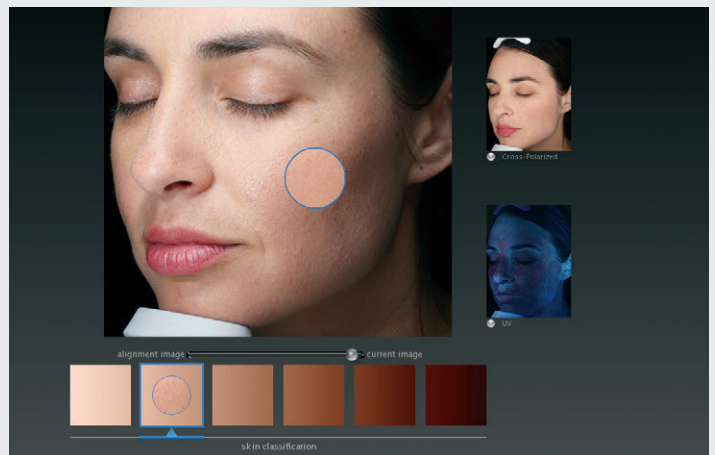 Cross-Polarized
UV
alignment image
current image
skin classification